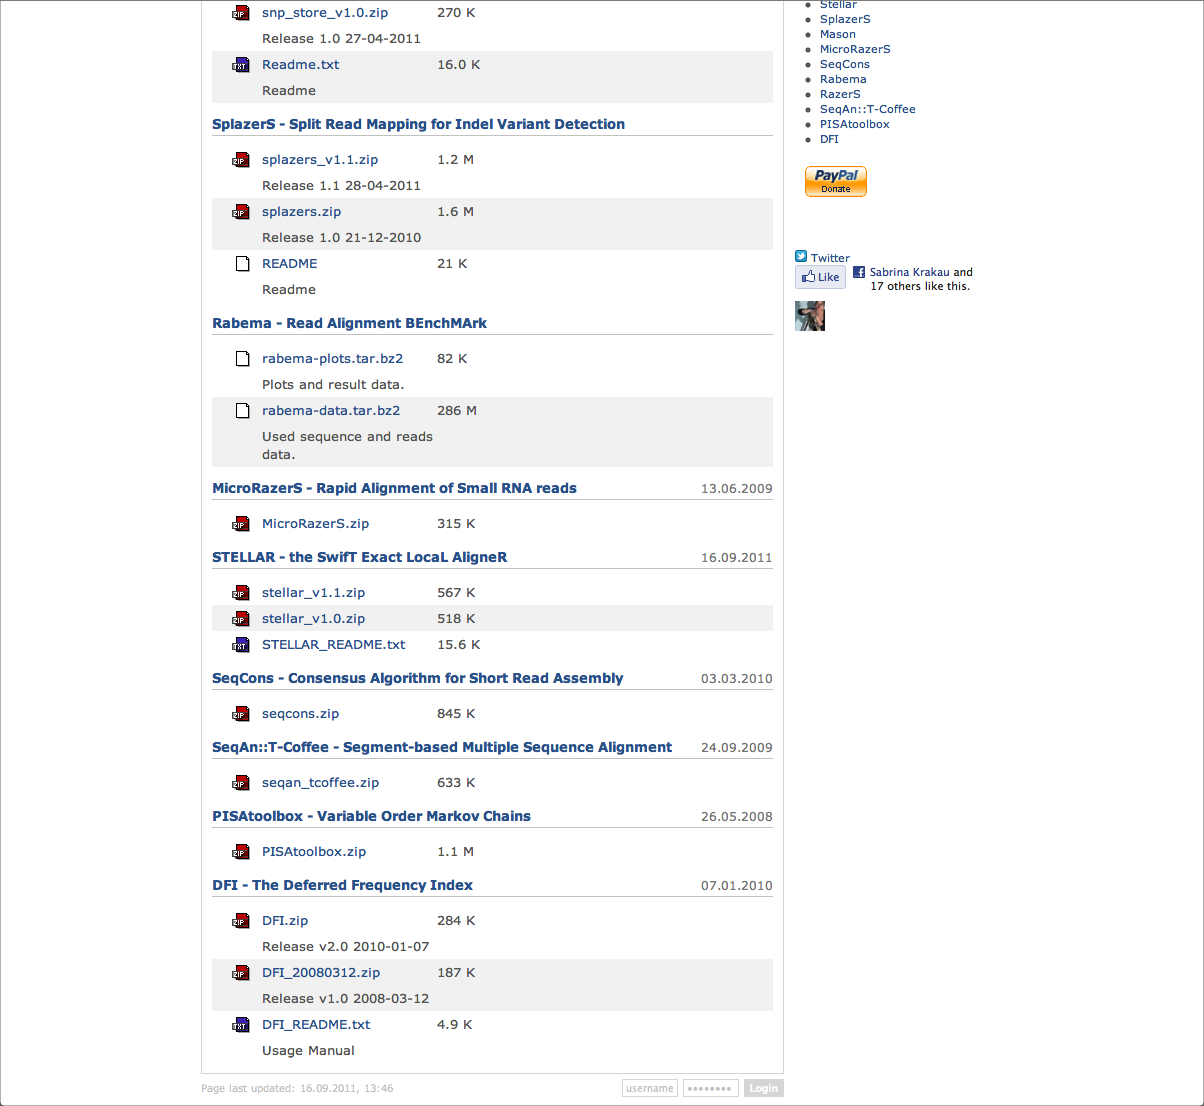 snp_store_v1.0.zip 270 K
Release 1.0 27-04-2011
Readme.txt 16.0 K
Readme
SplazerS - Split Read Mapping for Indel Variant Detection
splazers_v1.1.zip 1.2 M
Release 1.1 28-04-2011
splazers.zip 1.6 M
Release 1.0 21-12-2010
README 21 K
Readme
Rabema - Read Alignment BEnchMArk
rabema-plots.tar.bz2 82 K
Plots and result data.
rabema-data.tar.bz2 286 M
Used sequence and reads
data.
MicroRazerS - Rapid Alignment of Small RNA reads 13.06.2009
MicroRazerS.zip 315 K
STELLAR - the SwifT Exact LocaL AligneR 16.09.2011
stellar_v1.1.zip 567 K
stellar_v1.0.zip 518 K
STELLAR_README.txt 15.6 K
SeqCons - Consensus Algorithm for Short Read Assembly 03.03.2010
seqcons.zip 845 K
SeqAn::T-Coffee - Segment-based Multiple Sequence Alignment 24.09.2009
seqan_tcoffee.zip 633 K
PISAtoolbox - Variable Order Markov Chains 26.05.2008
PISAtoolbox.zip 1.1 M
DFI - The Deferred Frequency Index 07.01.2010
DFI.zip 284 K
Release v2.0 2010-01-07
DFI_20080312.zip 187 K
Release v1.0 2008-03-12
DFI_README.txt 4.9 K
Usage Manual
Page last updated: 16.09.2011, 13:46
username •••••••• Login
Stellar
SplazerS
Mason
MicroRazerS
SeqCons
Rabema
RazerS
SeqAn::T-Coffee
PISAtoolbox
DFI
PayPal
Donate
Twitter
Like Sabrina Krakau and
17 others like this.